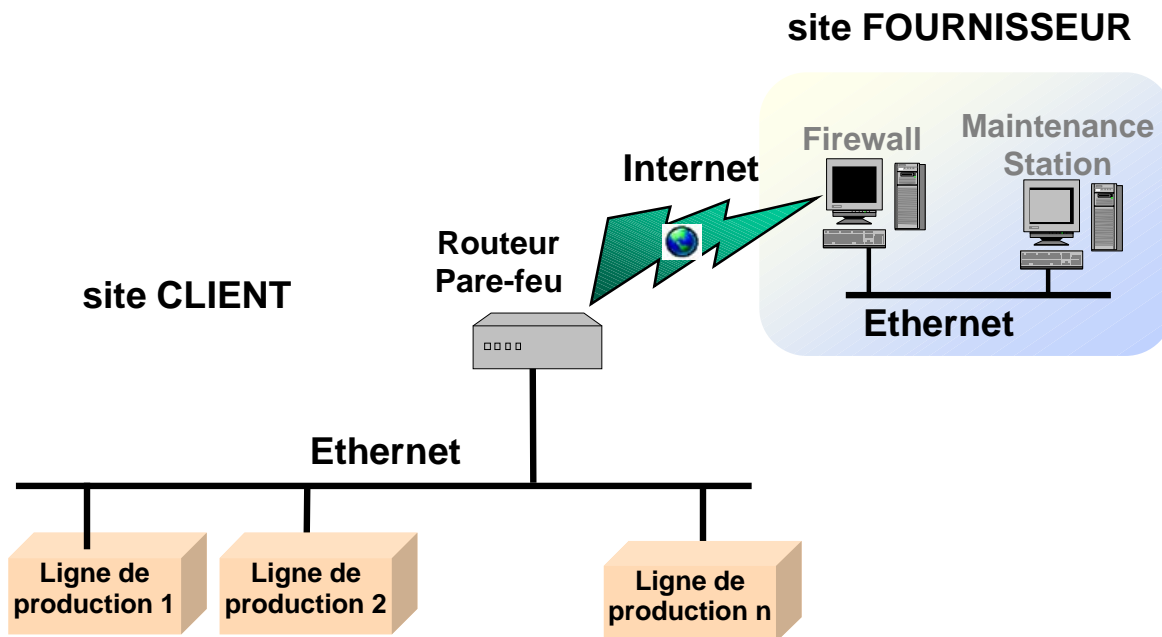 site FOURNISSEUR
Firewall
Maintenance
Station
Internet
Routeur
Pare-feu
site CLIENT
Ethernet
Ethernet
Ligne de
production 1
Ligne de
production 2
Ligne de
production n